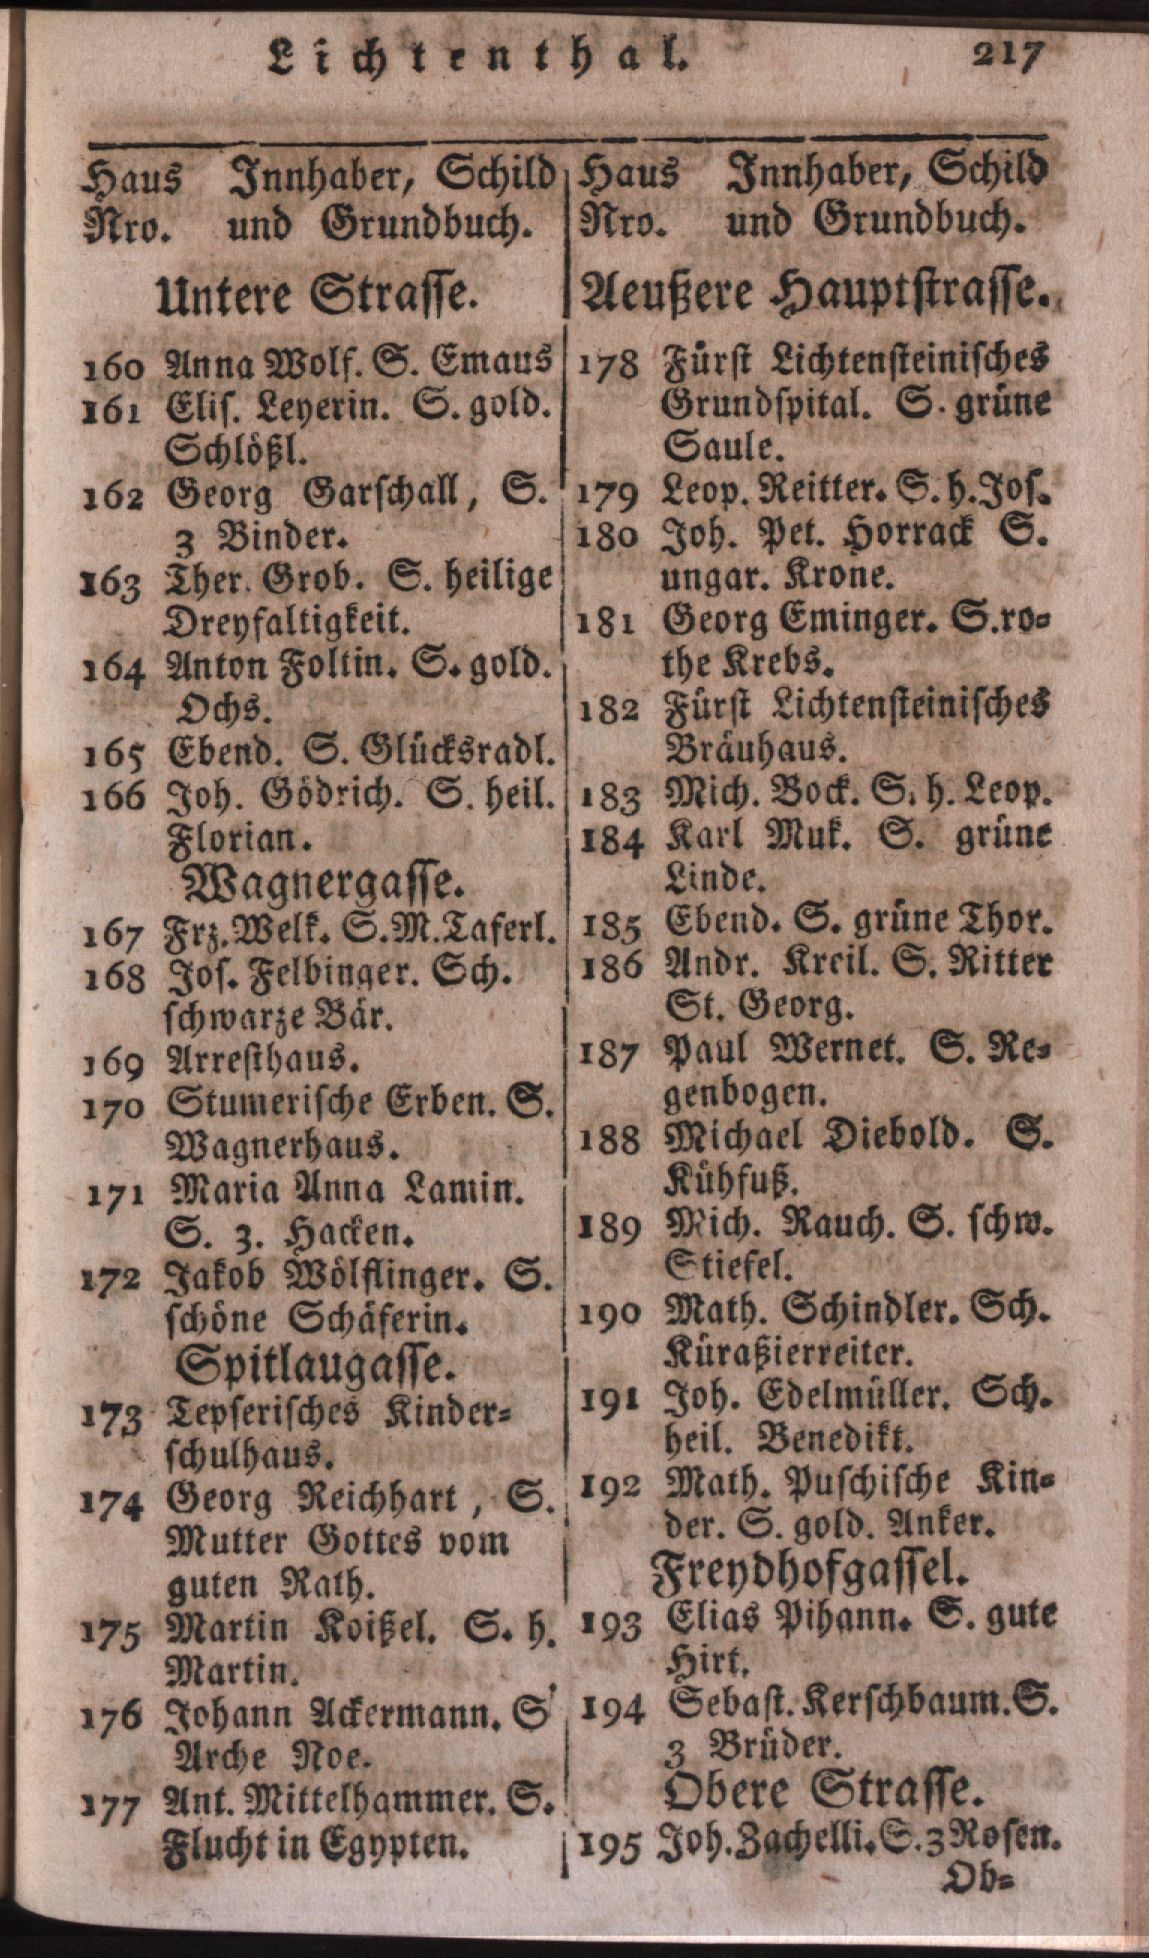 Lichtenthal. 217
Haus Innhaber, Schild
Nro. und Grundbuch.
Untere Strasse.
160 Anna Wolf. S. Emaus
161 Elis. Leyerin. S. gold.
Schlößl.
162 Georg Garschall, S.
3 Binder.
163 Ther. Grob. S. heilige
Dreyfaltigkeit.
164 Anton Foltin. S. gold.
Ochs.
165 Ebend. S. Glücksradl.
166 Joh. Gödrich. S. heil.
Florian.
Wagnergasse.
167 Frz. Welk. S. M. Taferl.
168 Jos. Felbinger. Sch.
schwarze Bär.
169 Arresthaus.
170 Stumerische Erben. S.
Wagnerhaus.
171 Maria Anna Lamin.
S. 3. Hacken.
172 Jakob Wölflinger. S.
schöne Schäferin.
Spitlaugasse.
173 Tepserisches Kinder-
schulhaus.
174 Georg Reichhart, S.
Mutter Gottes vom
guten Rath.
175 Martin Koißel. S. h.
Martin.
176 Johann Ackermann. S
Arche Noe.
177 Ant. Mittelhammer. S.
Flucht in Egypten.
Haus Innhaber, Schild
Nro. und Grundbuch.
Aeußere Hauptstrasse.
178 Fürst Lichtensteinisches
Grundspital. S. grüne
Saule.
179 Leop. Reitter. S. h. Jos.
180 Joh. Pet. Horrack S.
ungar. Krone.
181 Georg Eminger. S. ro-
the Krebs.
182 Fürst Lichtensteinisches
Bräuhaus.
183 Mich. Bock. S. h. Leop.
184 Karl Muk. S. grüne
Linde.
185 Ebend. S. grüne Thor.
186 Andr. Kreil. S. Ritter
St. Georg.
187 Paul Wernet. S. Re-
genbogen.
188 Michael Diebold. S.
Kühfuß.
189 Mich. Rauch. S. schw.
Stiefel.
190 Math. Schindler. Sch.
Küraßierreiter.
191 Joh. Edelmüller. Sch.
heil. Benedikt.
192 Math. Puschische Kin-
der. S. gold. Anker.
Freydhofgassel.
193 Elias Pihann. S. gute
Hirt.
194 Sebast. Kerschbaum. S.
3 Brüder.
Obere Strasse.
195 Joh. Zachelli. S. 3 Rosen.
Ob-